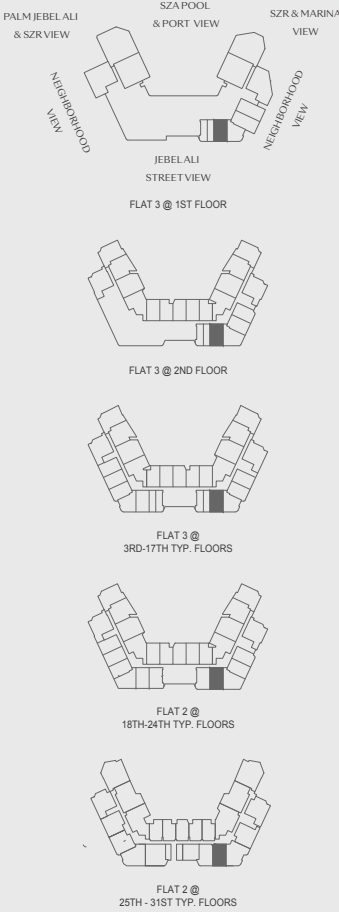 SZA POOL
& PORT VIEW
PALM JEBEL ALI
& SZR VIEW
SZR & MARINA
VIEW
NEIGHBORHOOD
VIEW
NEIGHBORHOOD
VIEW
JEBEL ALI
STREET VIEW
FLAT 3 @ 1ST FLOOR
FLAT 3 @ 2ND FLOOR
FLAT 3 @
3RD-17TH TYP. FLOORS
FLAT 2 @
18TH-24TH TYP. FLOORS
FLAT 2 @
25TH - 31ST TYP. FLOORS